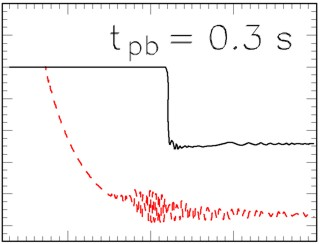 t_pb = 0.3 s